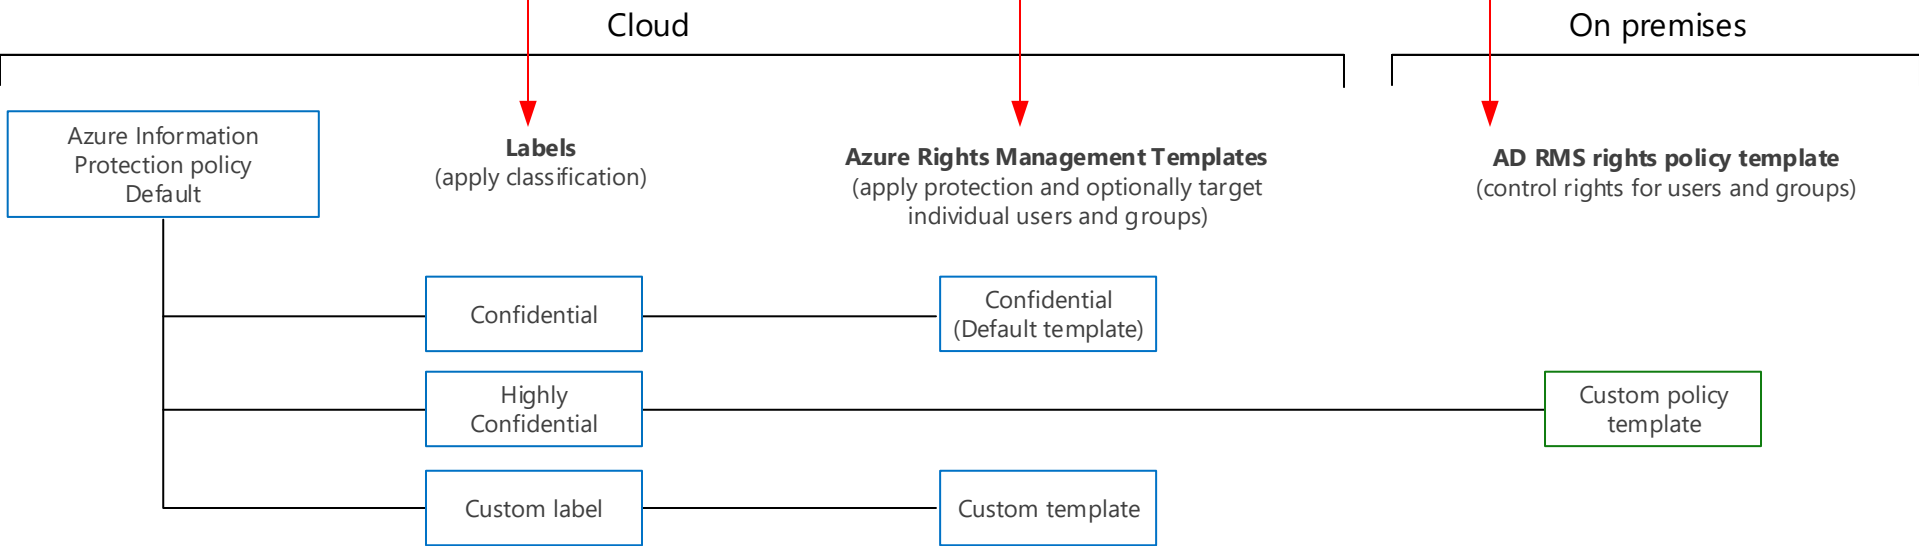 Cloud
On premises
Azure Information
Protection policy
Default
Labels
(apply classification)
Azure Rights Management Templates
(apply protection and optionally target
individual users and groups)
AD RMS rights policy template
(control rights for users and groups)
Confidential
Confidential
(Default template)
Highly
Confidential
Custom policy
template
Custom label
Custom template